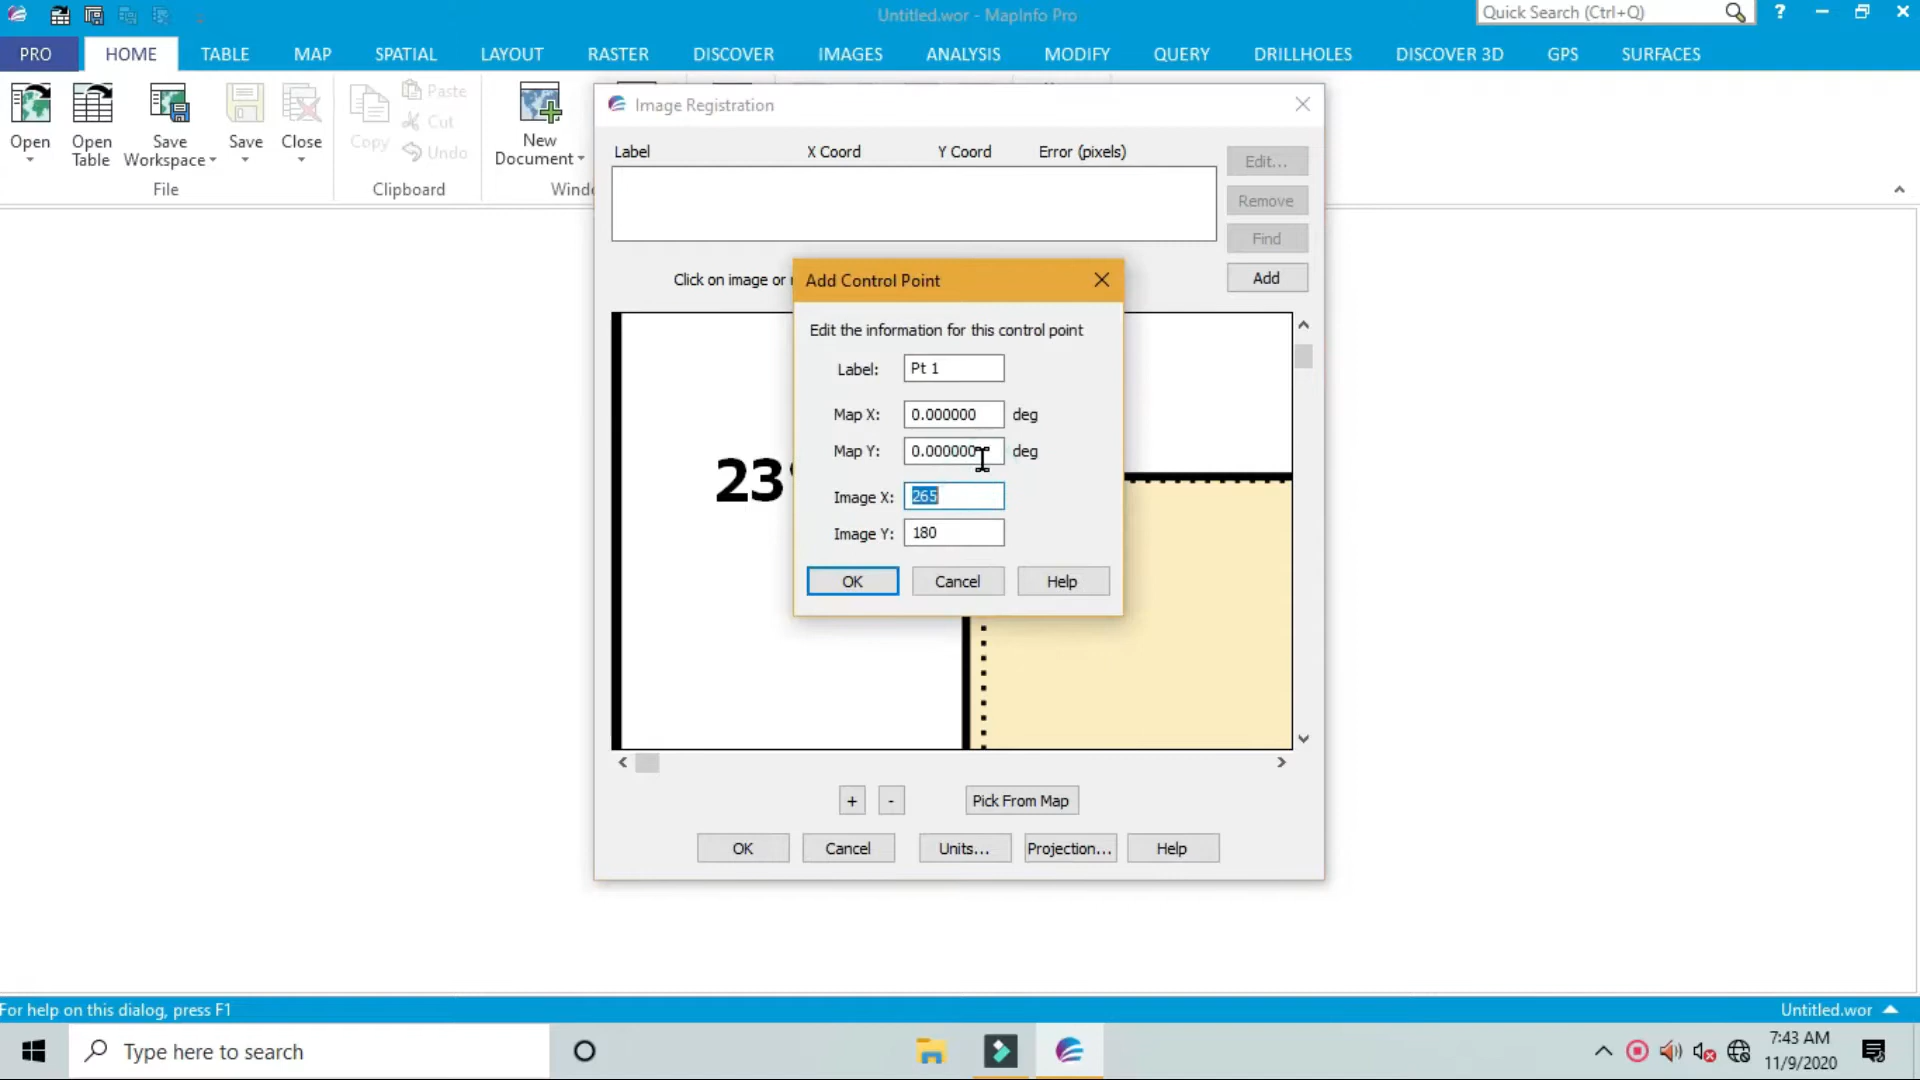 Untitled.wor - MapInfo Pro
Quick Search (Ctrl+Q)
?
PRO HOME TABLE MAP SPATIAL LAYOUT RASTER DISCOVER IMAGES ANALYSIS MODIFY QUERY DRILLHOLES DISCOVER 3D GPS SURFACES
Open
Open Table
Save Workspace
Save
Close
File
Copy
Paste
Cut
Undo
Clipboard
New Document
Image Registration
Label X Coord Y Coord Error (pixels)
Edit...
Remove
Find
Add
Click on image or
Add Control Point
Edit the information for this control point
Label: Pt 1
Map X: 0.000000 deg
Map Y: 0.000000 deg
Image X: 265
Image Y: 180
OK Cancel Help
23°
+ - Pick From Map
OK Cancel Units... Projection... Help
For help on this dialog, press F1
Untitled.wor
Type here to search
7:43 AM
11/9/2020